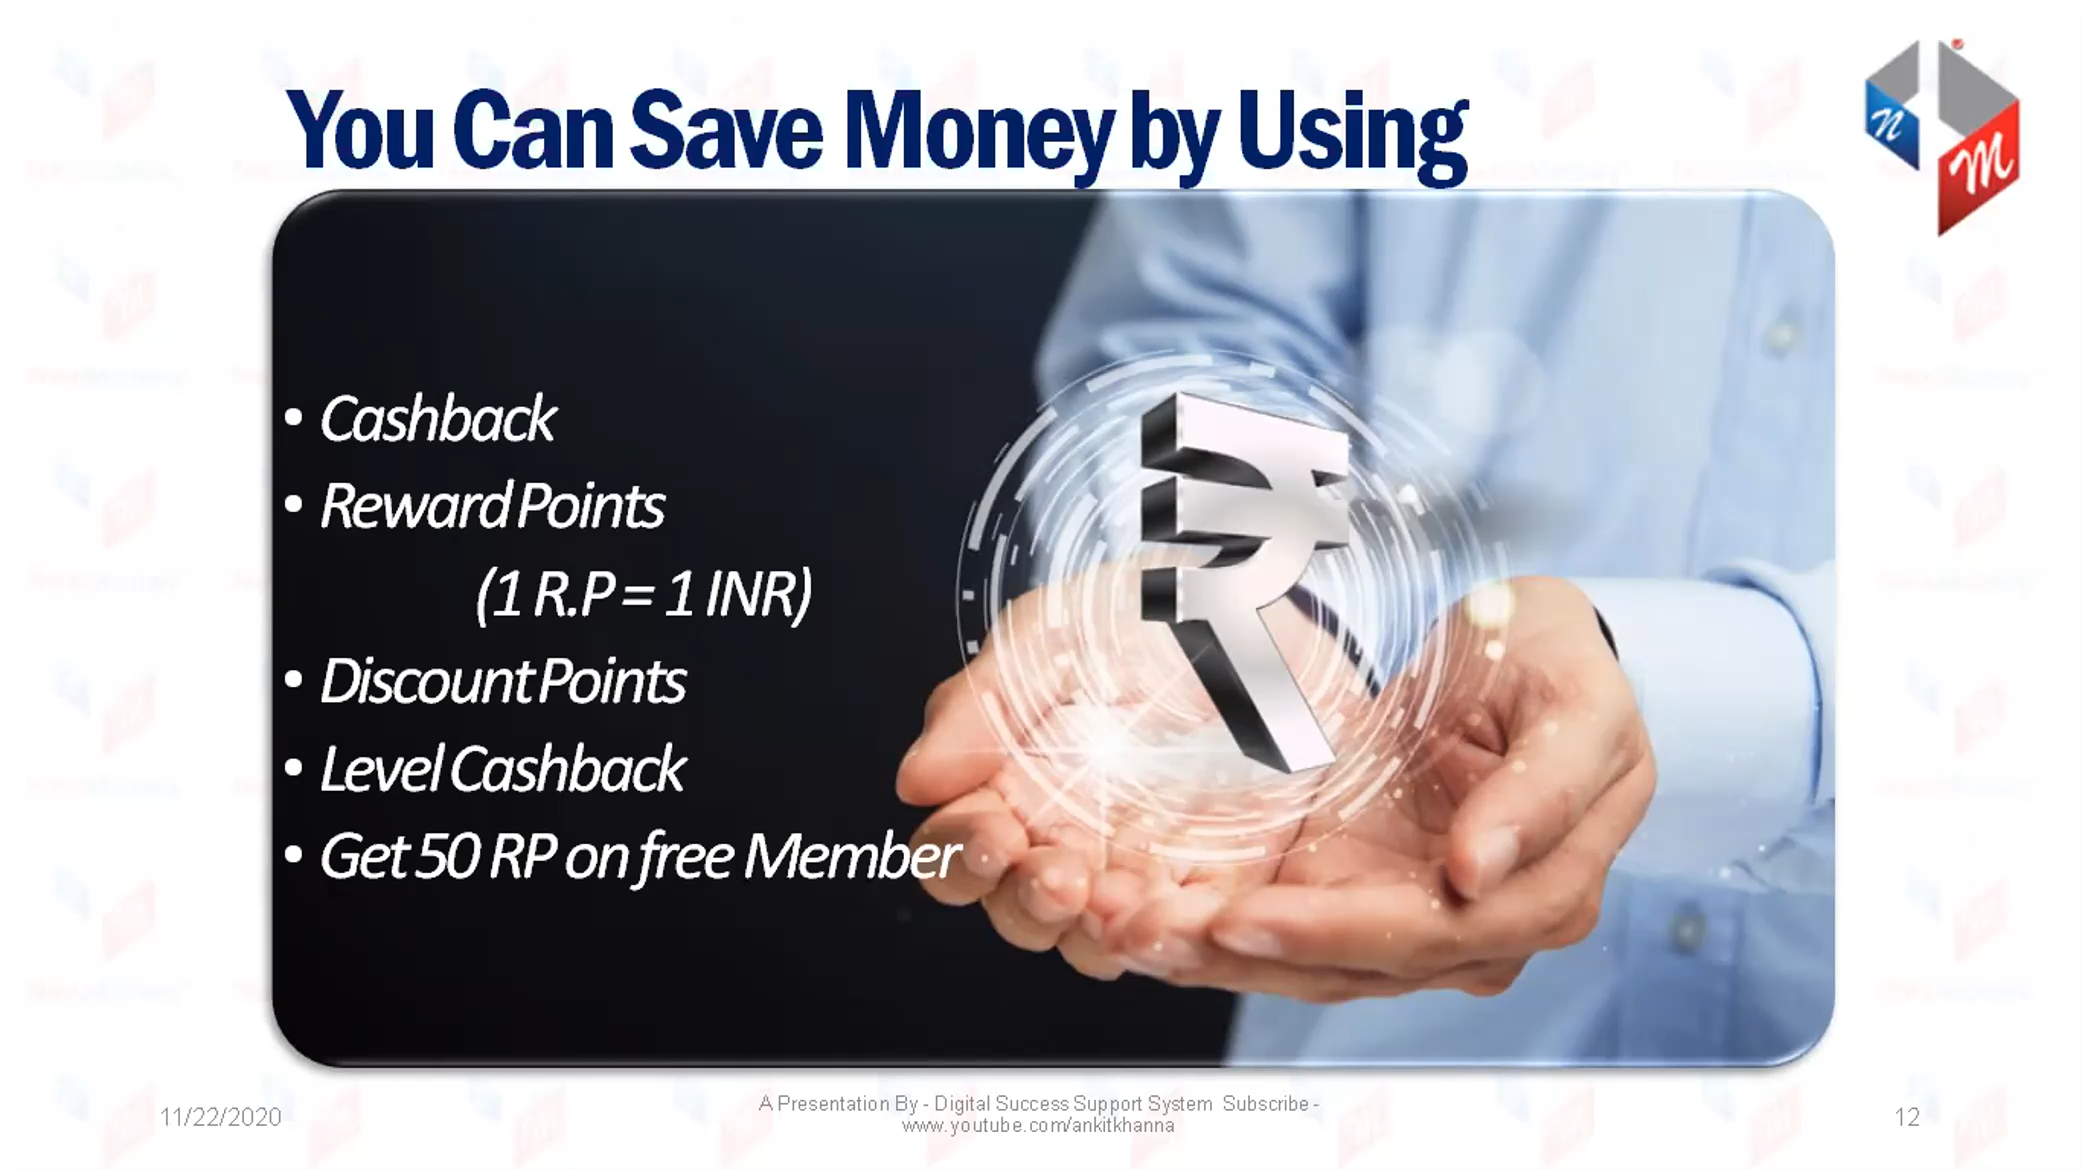 You Can Save Money by Using
n
m
• Cashback
• Reward Points
(1 R.P = 1 INR)
• Discount Points
• Level Cashback
• Get 50 RP on free Member
11/22/2020
A Presentation By - Digital Success Support System Subscribe -
www.youtube.com/ankitkhanna
12